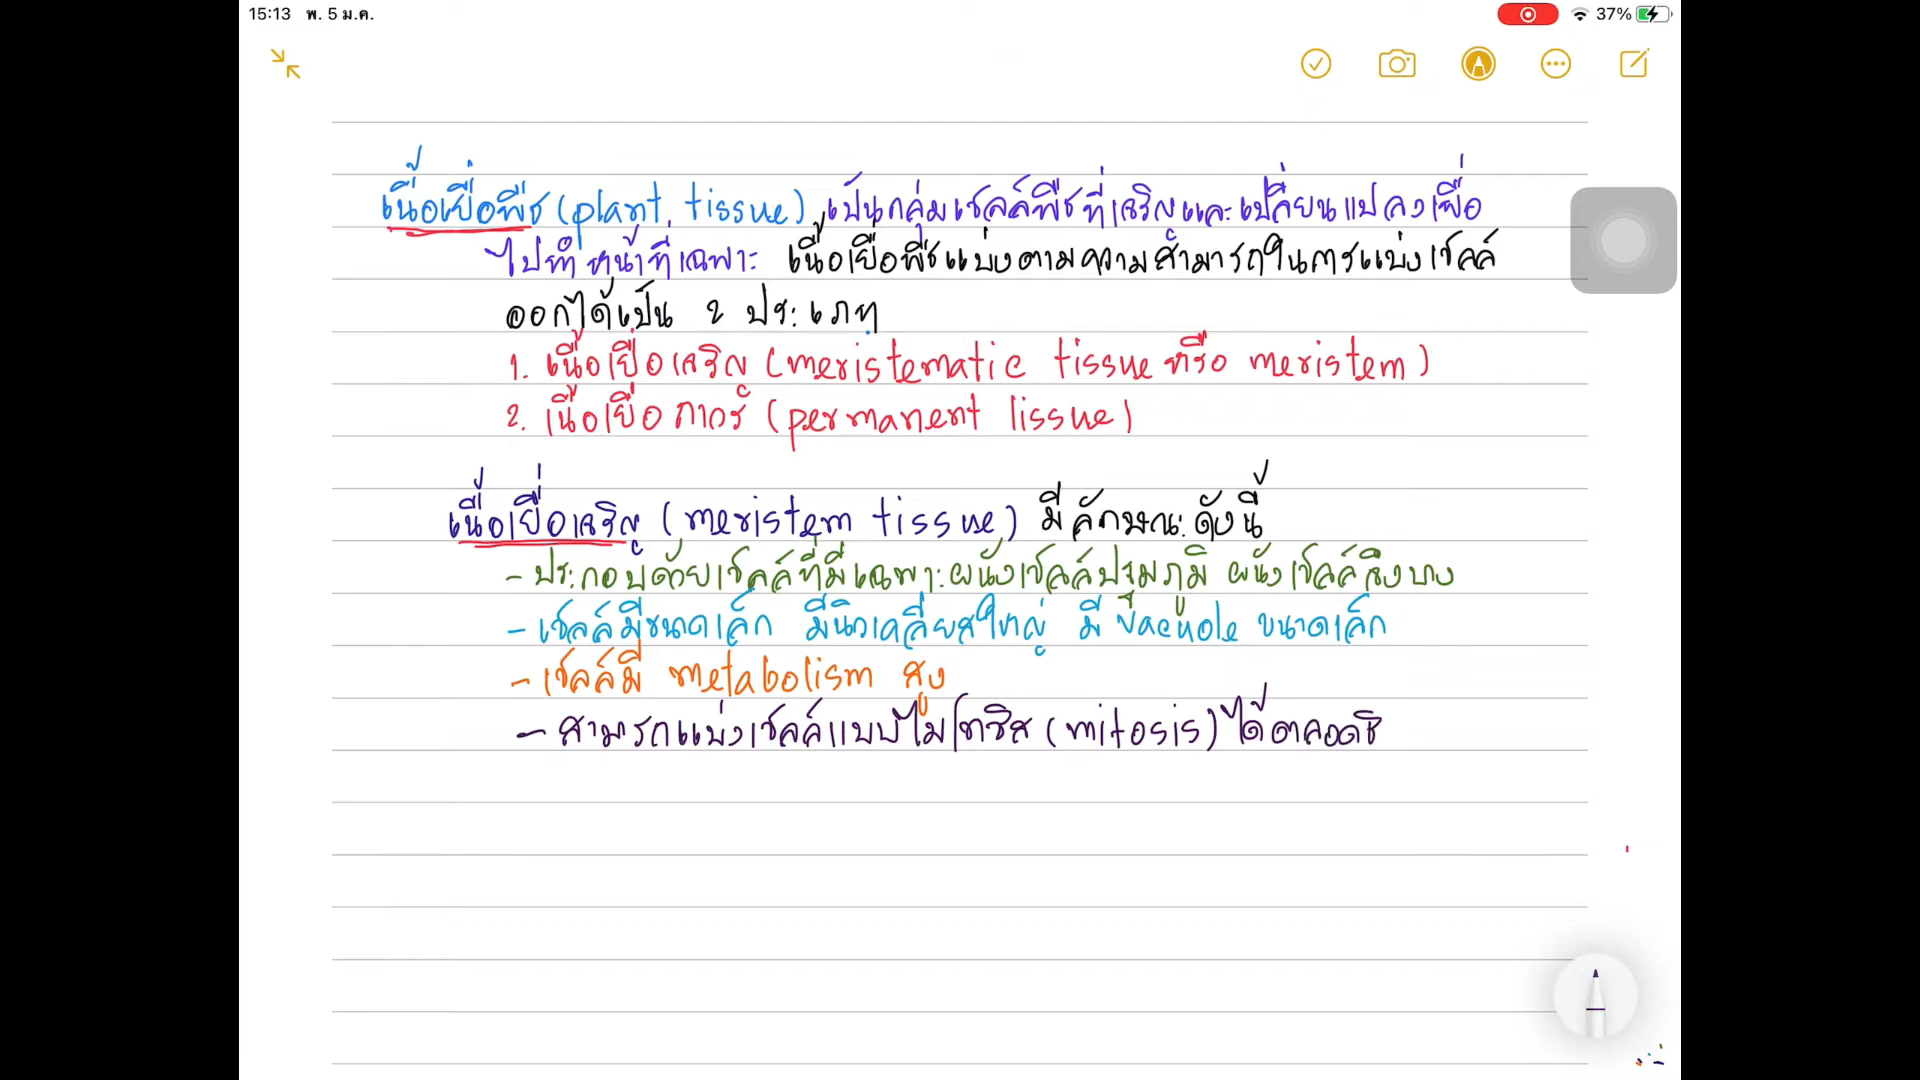 15:13 พ. 5 ม.ค. 37%
เนื้อเยื่อพืช (plant tissue) เป็นกลุ่มเซลล์พืชที่เจริญและเปลี่ยนแปลงเพื่อ
ไปทำหน้าที่เฉพาะ เนื้อเยื่อพืชแบ่งตามความสามารถในการแบ่งเซลล์
ออกได้เป็น 2 ประเภท
1. เนื้อเยื่อเจริญ (meristematic tissue หรือ meristem)
2. เนื้อเยื่อถาวร (permanent tissue)
เนื้อเยื่อเจริญ (meristem tissue) มีลักษณะดังนี้
- ประกอบด้วยเซลล์ที่มีเฉพาะผนังเซลล์ปฐมภูมิ ผนังเซลล์จึงบาง
- เซลล์มีขนาดเล็ก มีนิวเคลียสใหญ่ มี vacuole ขนาดเล็ก
- เซลล์มี metabolism สูง
- สามารถแบ่งเซลล์แบบไมโทซิส (mitosis) ได้ตลอดชี